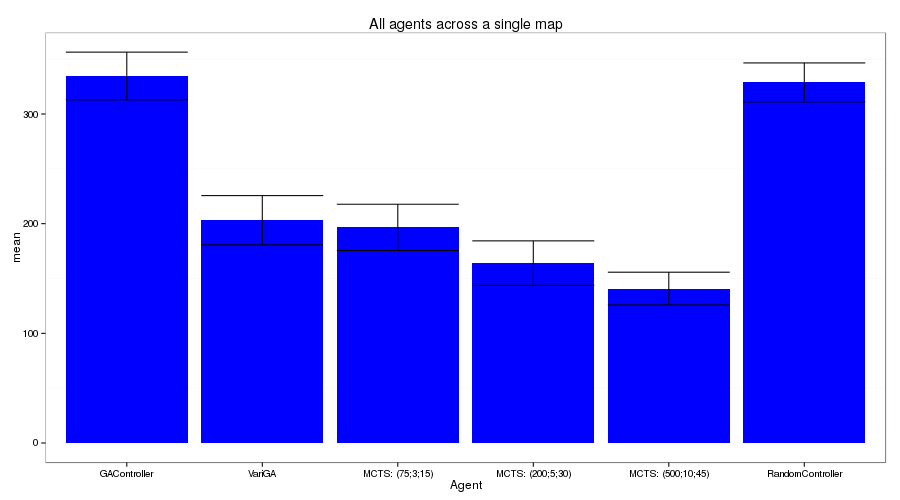 All agents across a single map
mean
300
200
100
0
GAController VariGA MCTS: (75;3;15) MCTS: (200;5;30) MCTS: (500;10;45) RandomController
Agent